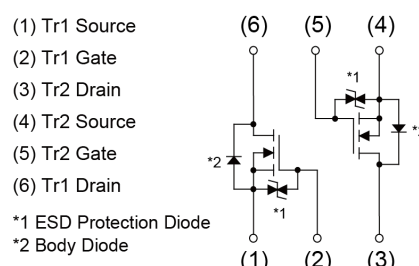 (1) Tr1 Source
(2) Tr1 Gate
(3) Tr2 Drain
(4) Tr2 Source
(5) Tr2 Gate
(6) Tr1 Drain
*1 ESD Protection Diode
*2 Body Diode
(6) (5) (4)
*1
*2
*1
(1) (2) (3)